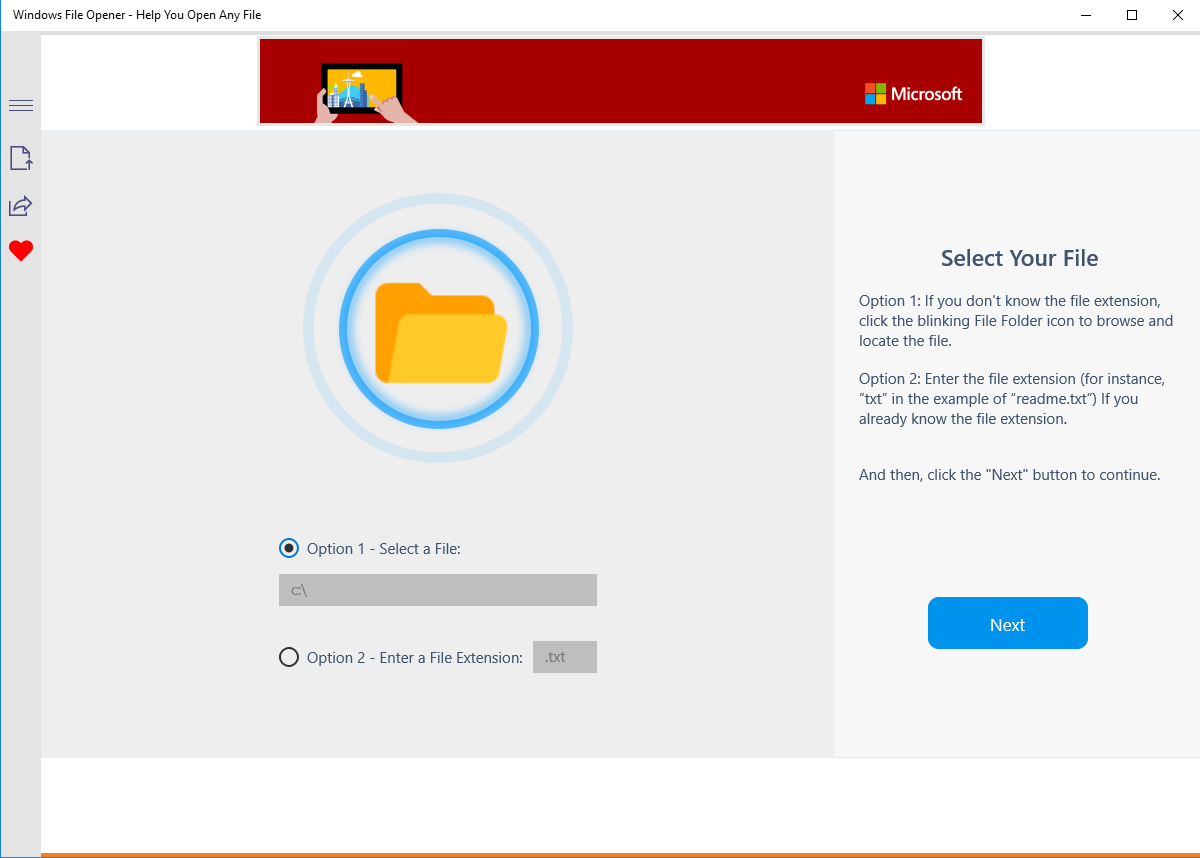 Windows File Opener - Help You Open Any File
Microsoft
Select Your File
Option 1: If you don't know the file extension,
click the blinking File Folder icon to browse and
locate the file.
Option 2: Enter the file extension (for instance,
“txt” in the example of “readme.txt”) If you
already know the file extension.
And then, click the "Next" button to continue.
Option 1 - Select a File:
c:\
Option 2 - Enter a File Extension:
.txt
Next